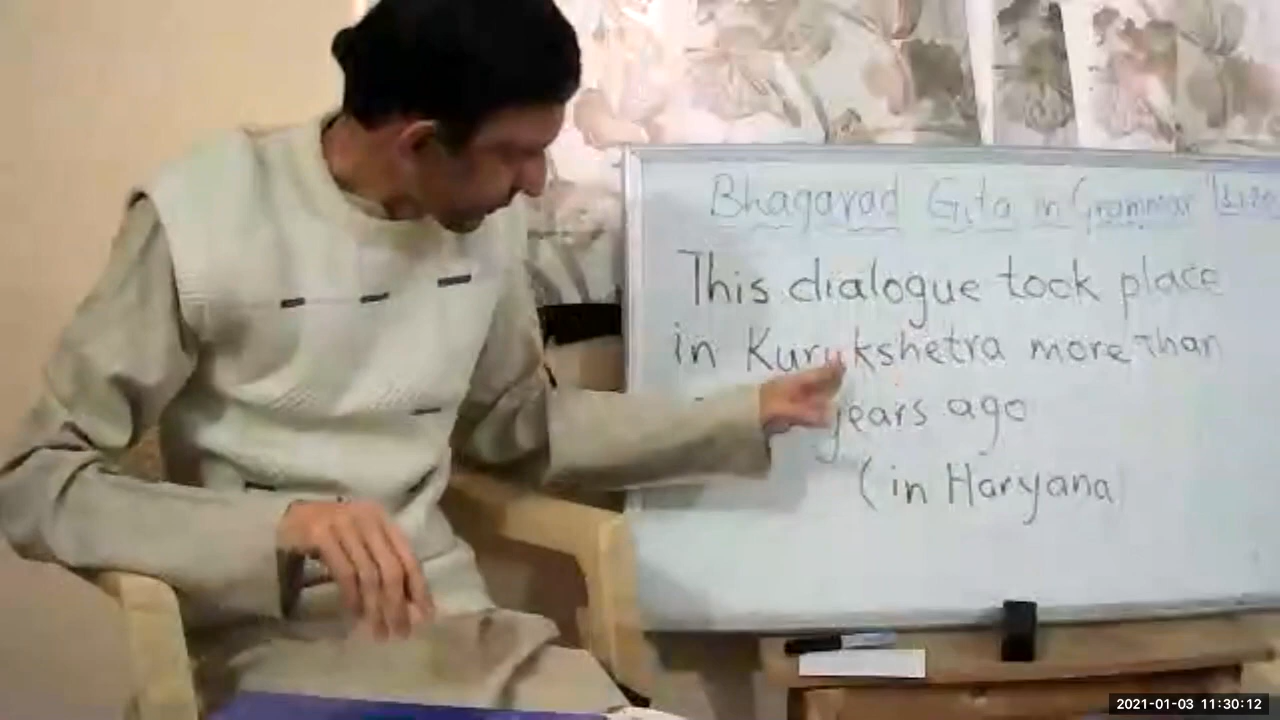 Bhagavad Gita in Grammar
This dialogue took place
in Kurukshetra more than
years ago
(in Haryana
2021-01-03 11:30:12